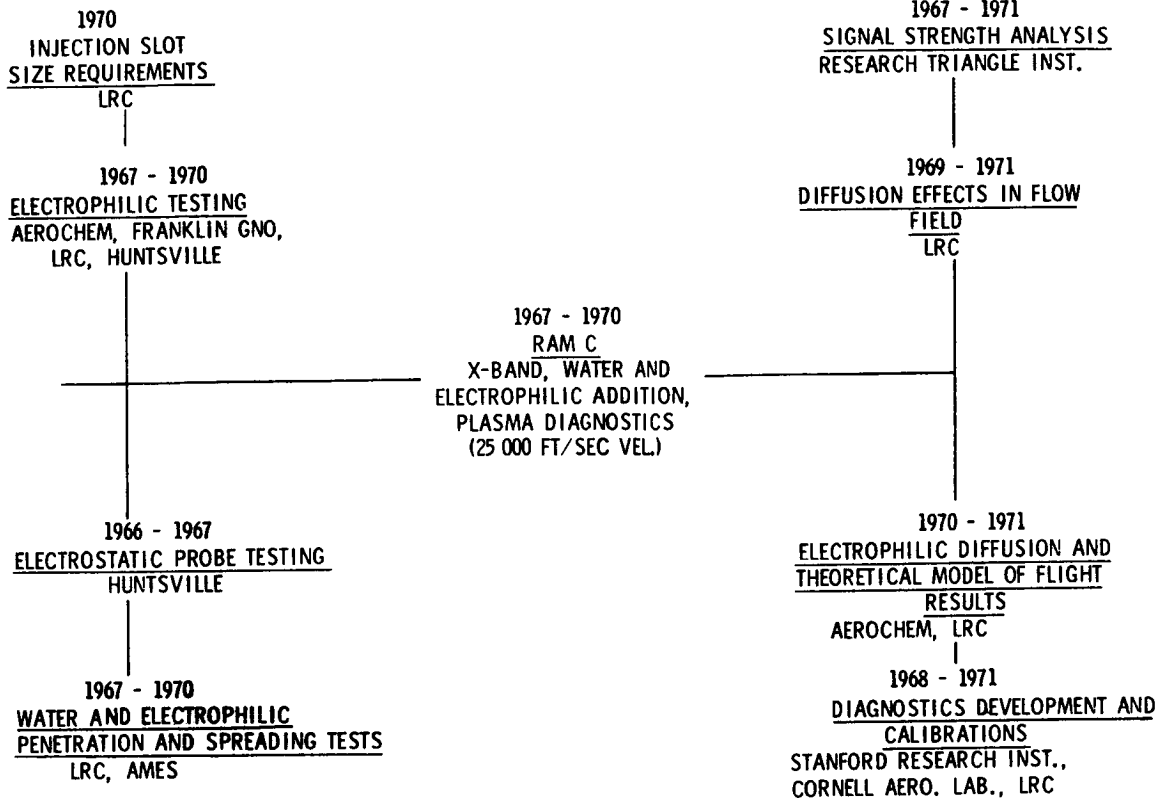 1970
INJECTION SLOT
SIZE REQUIREMENTS
LRC
1967 - 1970
ELECTROPHILIC TESTING
AEROCHEM, FRANKLIN GNO,
LRC, HUNTSVILLE
1967 - 1970
RAM C
X-BAND, WATER AND
ELECTROPHILIC ADDITION,
PLASMA DIAGNOSTICS
(25 000 FT/SEC VEL.)
1966 - 1967
ELECTROSTATIC PROBE TESTING
HUNTSVILLE
1967 - 1970
WATER AND ELECTROPHILIC
PENETRATION AND SPREADING TESTS
LRC, AMES
1967 - 1971
SIGNAL STRENGTH ANALYSIS
RESEARCH TRIANGLE INST.
1969 - 1971
DIFFUSION EFFECTS IN FLOW
FIELD
LRC
1970 - 1971
ELECTROPHILIC DIFFUSION AND
THEORETICAL MODEL OF FLIGHT
RESULTS
AEROCHEM, LRC
1968 - 1971
DIAGNOSTICS DEVELOPMENT AND
CALIBRATIONS
STANFORD RESEARCH INST.,
CORNELL AERO. LAB., LRC